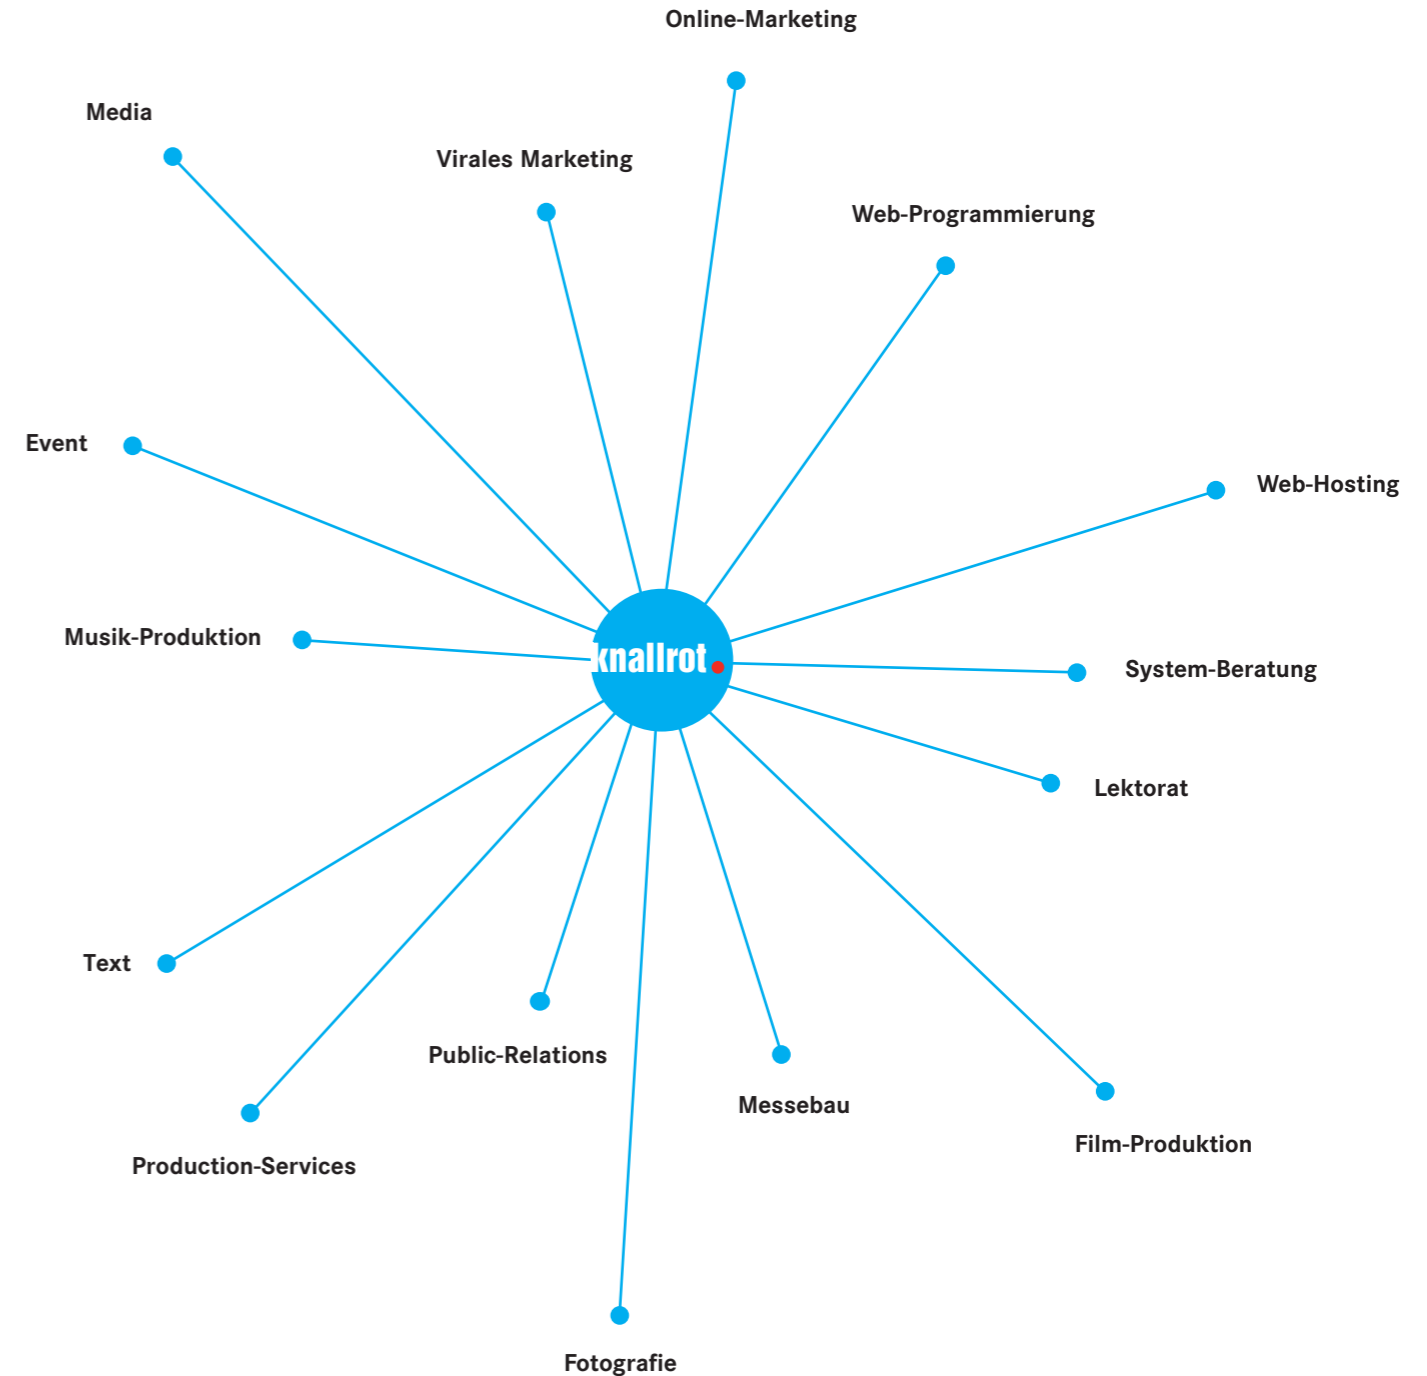 Online-Marketing
Media
Virales Marketing
Web-Programmierung
Event
Web-Hosting
Musik-Produktion
knallrot.
System-Beratung
Lektorat
Text
Public-Relations
Messebau
Film-Produktion
Production-Services
Fotografie